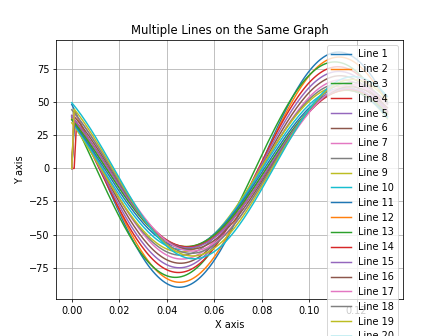 Multiple Lines on the Same Graph
Y axis
75
50
25
0
−25
−50
−75
0.00
0.02
0.04
0.06
0.08
0.10
X axis
Line 1
Line 2
Line 3
Line 4
Line 5
Line 6
Line 7
Line 8
Line 9
Line 10
Line 11
Line 12
Line 13
Line 14
Line 15
Line 16
Line 17
Line 18
Line 19
Line 20